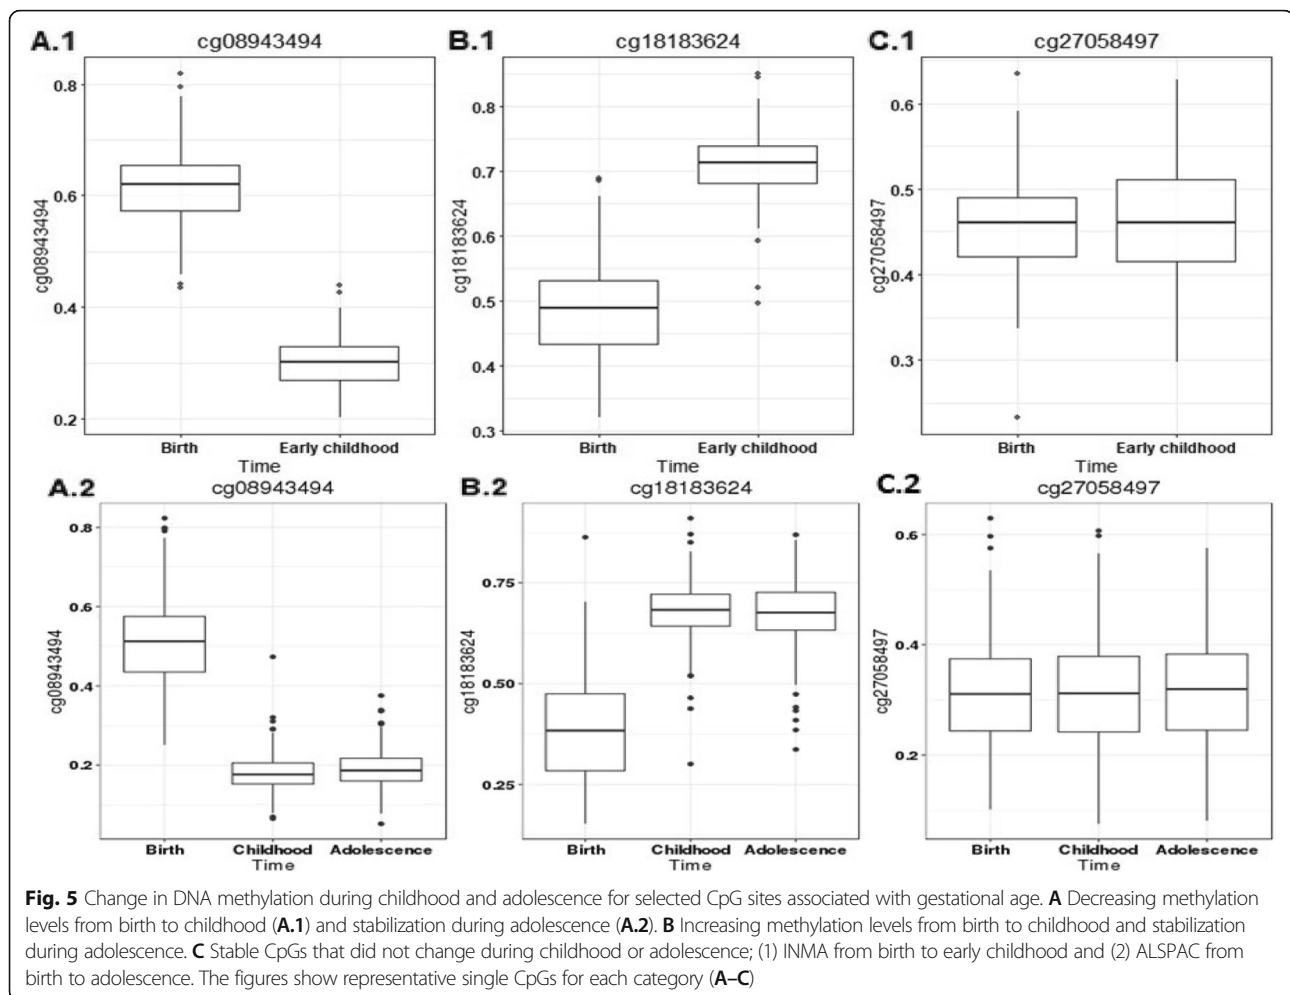 A.1 cg08943494 B.1 cg18183624 C.1 cg27058497
cg08943494
0.8
0.6
0.4
0.2
Birth Early childhood
Time
cg18183624
0.8
0.7
0.6
0.5
0.4
0.3
Birth Early childhood
Time
cg27058497
0.6
0.5
0.4
0.3
Birth Early childhood
Time
A.2 cg08943494 B.2 cg18183624 C.2 cg27058497
cg08943494
0.8
0.6
0.4
0.2
Birth Childhood Adolescence
Time
cg18183624
0.75
0.50
0.25
Birth Childhood Adolescence
Time
cg27058497
0.6
0.4
0.2
Birth Childhood Adolescence
Time
Fig. 5 Change in DNA methylation during childhood and adolescence for selected CpG sites associated with gestational age. A Decreasing methylation
levels from birth to childhood (A.1) and stabilization during adolescence (A.2). B Increasing methylation levels from birth to childhood and stabilization
during adolescence. C Stable CpGs that did not change during childhood or adolescence; (1) INMA from birth to early childhood and (2) ALSPAC from
birth to adolescence. The figures show representative single CpGs for each category (A–C)